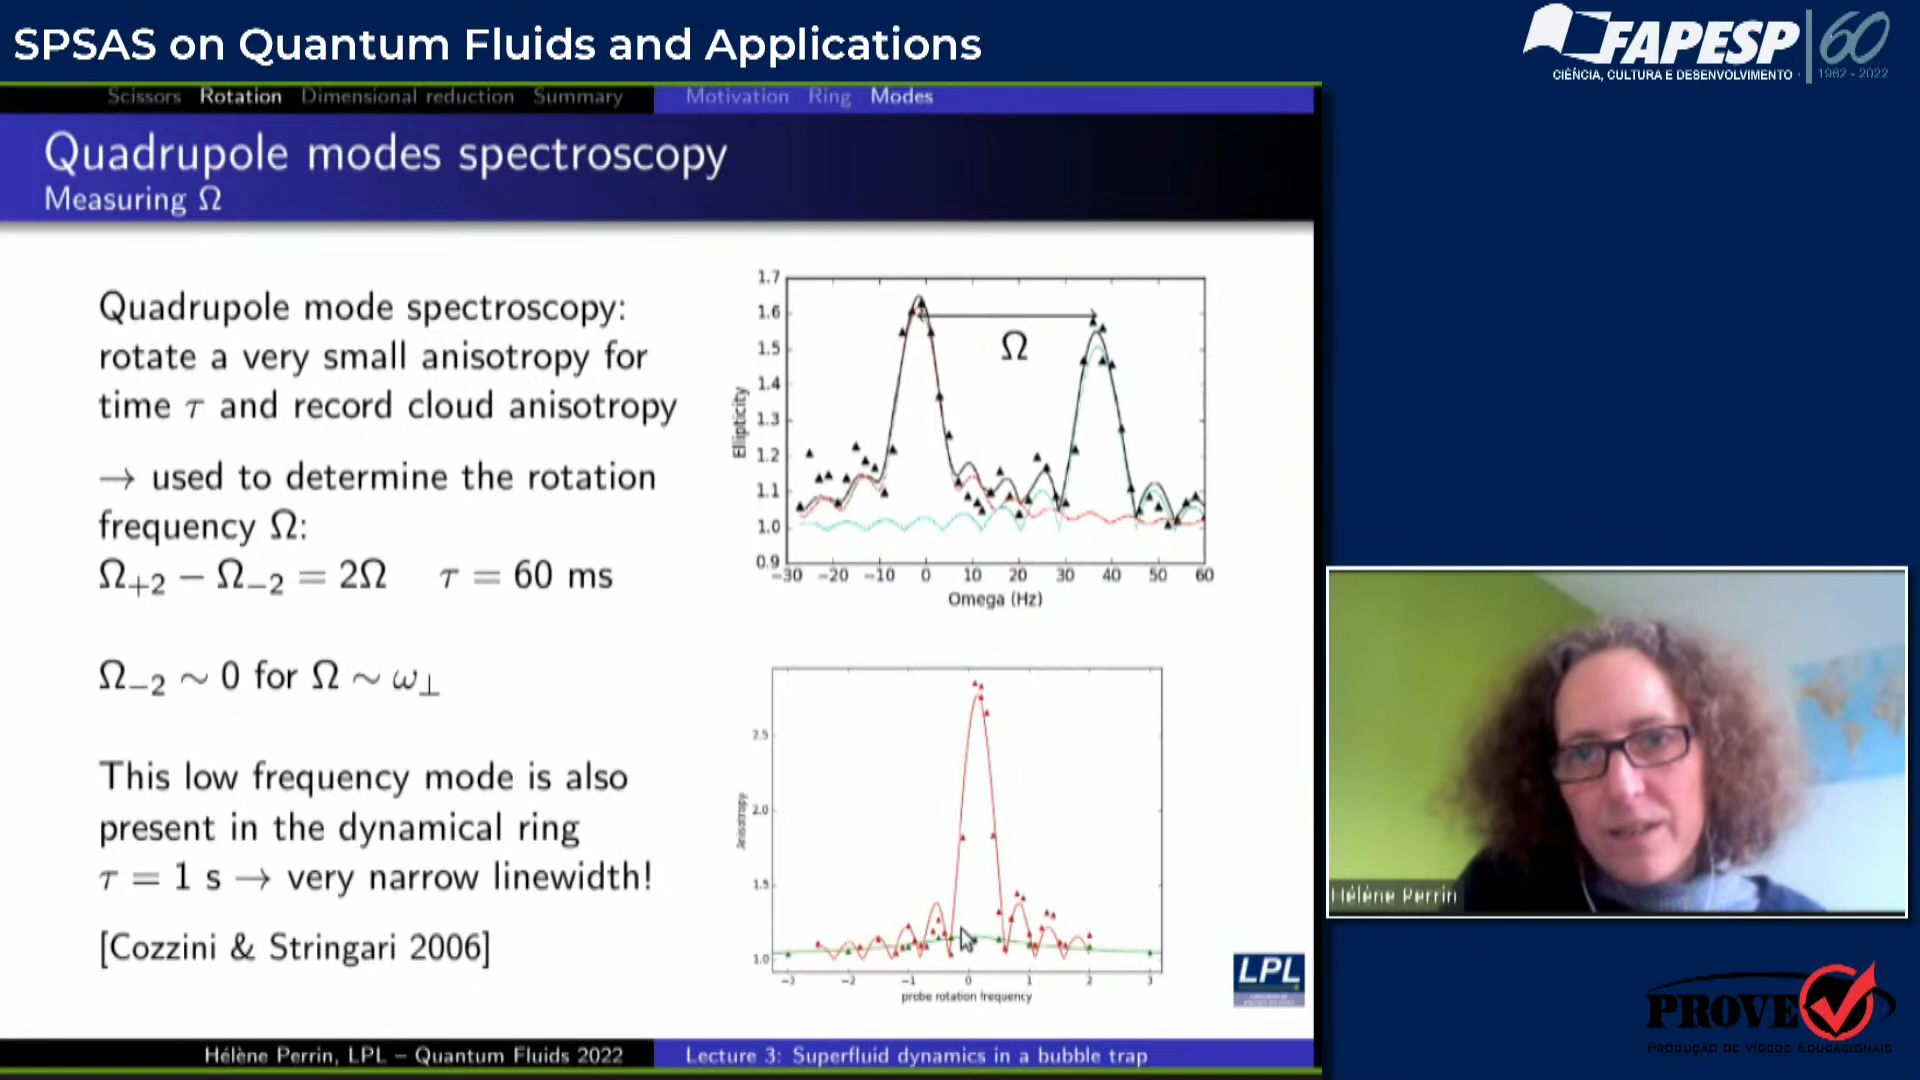 SPSAS on Quantum Fluids and Applications
FAPESP 60
CIÊNCIA, CULTURA E DESENVOLVIMENTO 1962 - 2022
Scissors Rotation Dimensional reduction Summary Motivation Ring Modes
Quadrupole modes spectroscopy
Measuring Ω
Quadrupole mode spectroscopy:
rotate a very small anisotropy for
time τ and record cloud anisotropy
→ used to determine the rotation
frequency Ω:
Ω₊₂ − Ω₋₂ = 2Ω τ = 60 ms
Ω₋₂ ∼ 0 for Ω ∼ ω⊥
This low frequency mode is also
present in the dynamical ring
τ = 1 s → very narrow linewidth!
[Cozzini & Stringari 2006]
1.7
1.6
1.5
1.4
1.3
1.2
1.1
1.0
0.9
Ellipticity
Ω
−30 −20 −10 0 10 20 30 40 50 60
Omega (Hz)
2.5
2.0
1.5
1.0
Anisotropy
−3 −2 −1 0 1 2 3
probe rotation frequency
LPL
Hélène Perrin, LPL – Quantum Fluids 2022 Lecture 3: Superfluid dynamics in a bubble trap
Hélène Perrin
PROVE
PRODUÇÃO DE VÍDEOS EDUCACIONAIS